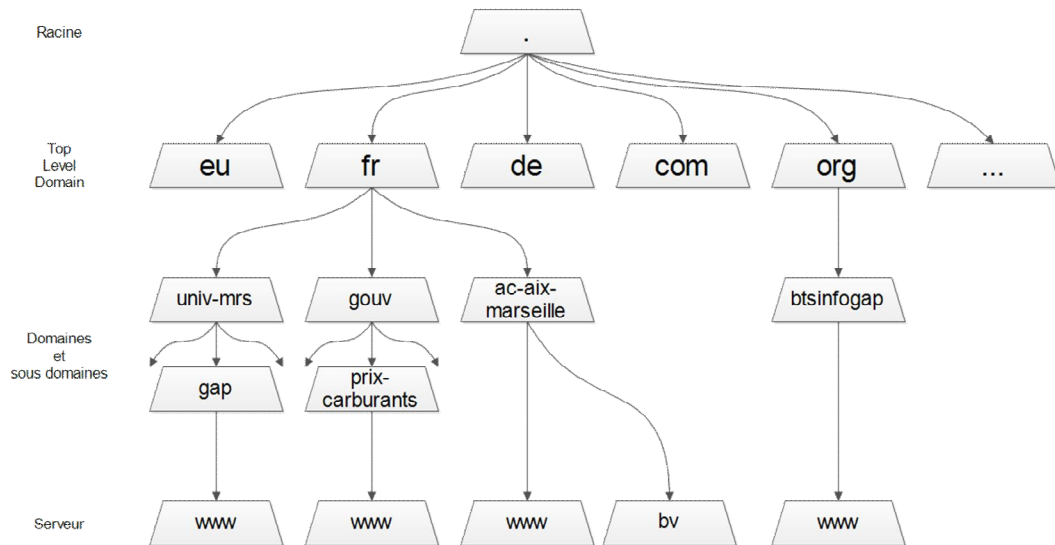 Racine
.
Top
Level
Domain
eu
fr
de
com
org
...
Domaines
et
sous domaines
univ-mrs
gouv
ac-aix-
marseille
btsinfogap
gap
prix-
carburants
Serveur
www
www
www
bv
www